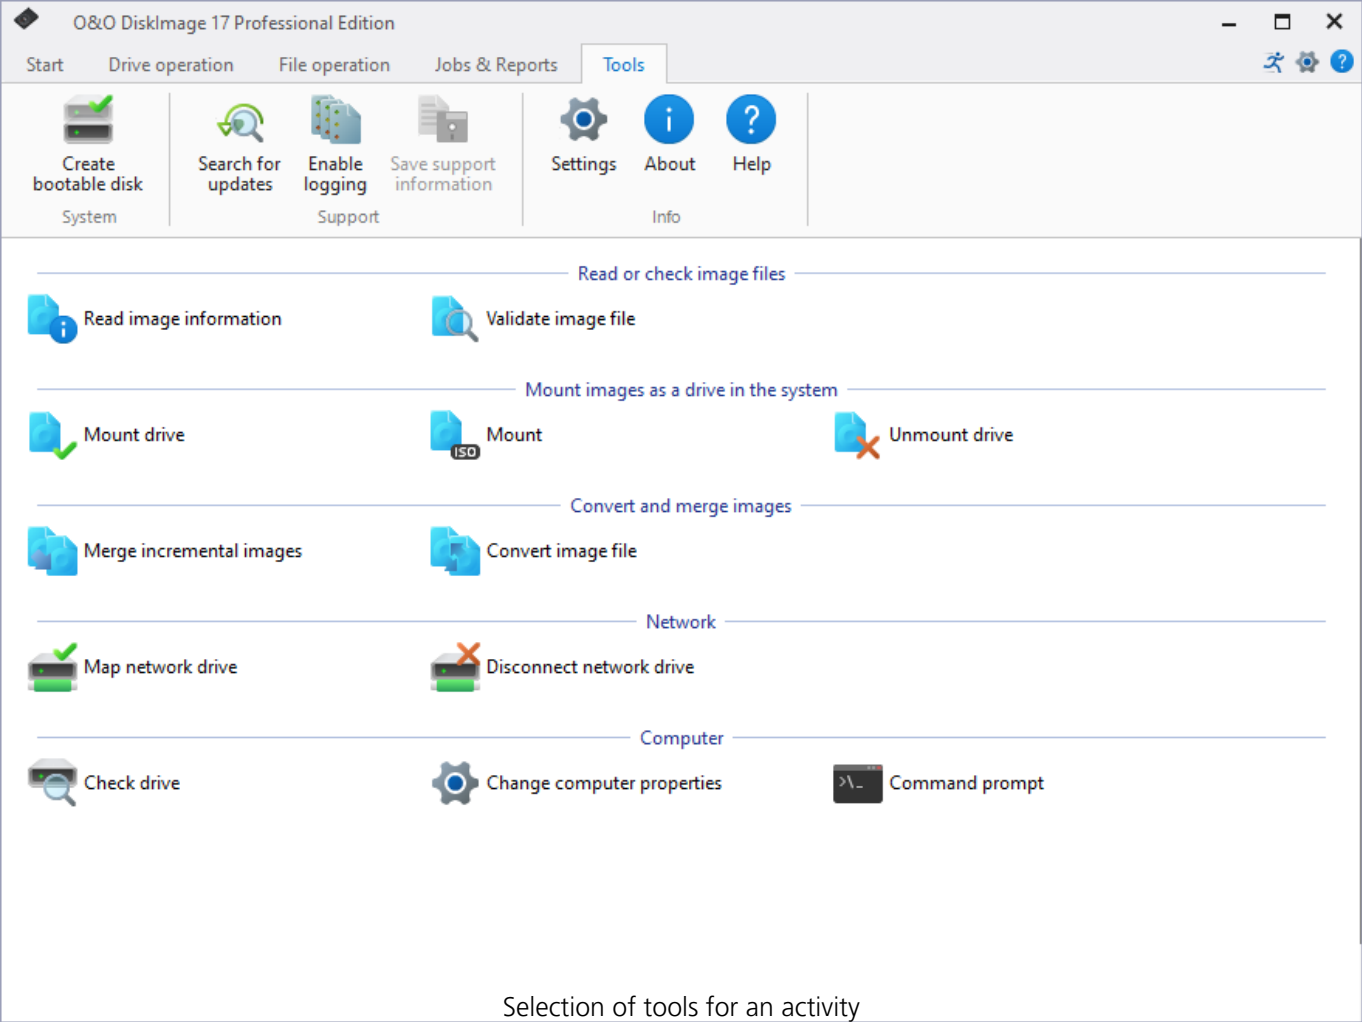 O&O DiskImage 17 Professional Edition
Start Drive operation File operation Jobs & Reports Tools
Create bootable disk
Search for updates
Enable logging
Save support information
Settings
About
Help
System
Support
Info
Read or check image files
Read image information
Validate image file
Mount images as a drive in the system
Mount drive
ISO
Mount
Unmount drive
Convert and merge images
Merge incremental images
Convert image file
Network
Map network drive
Disconnect network drive
Computer
Check drive
Change computer properties
Command prompt
Selection of tools for an activity